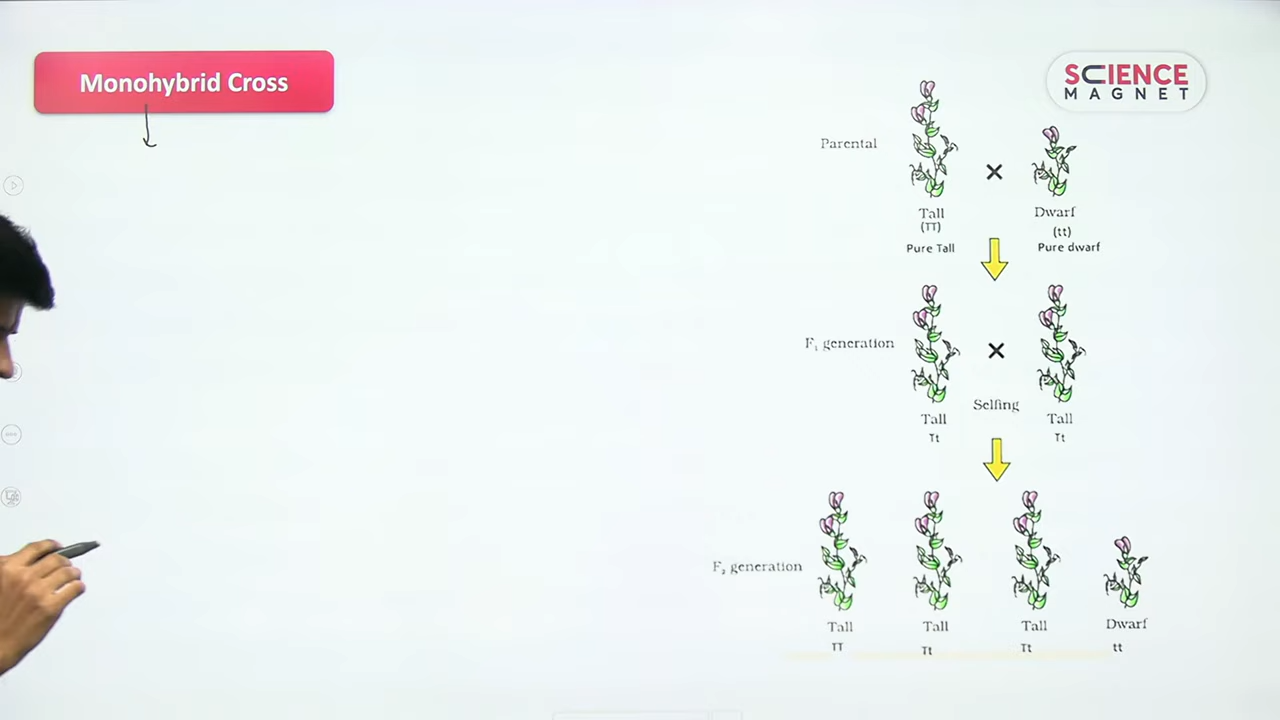 Monohybrid Cross
SCIENCE
MAGNET
Parental
×
Tall
(TT)
Pure Tall
Dwarf
(tt)
Pure dwarf
F₁ generation
×
Selfing
Tall
Tt
Tall
Tt
F₂ generation
Tall
TT
Tall
Tt
Tall
Tt
Dwarf
tt